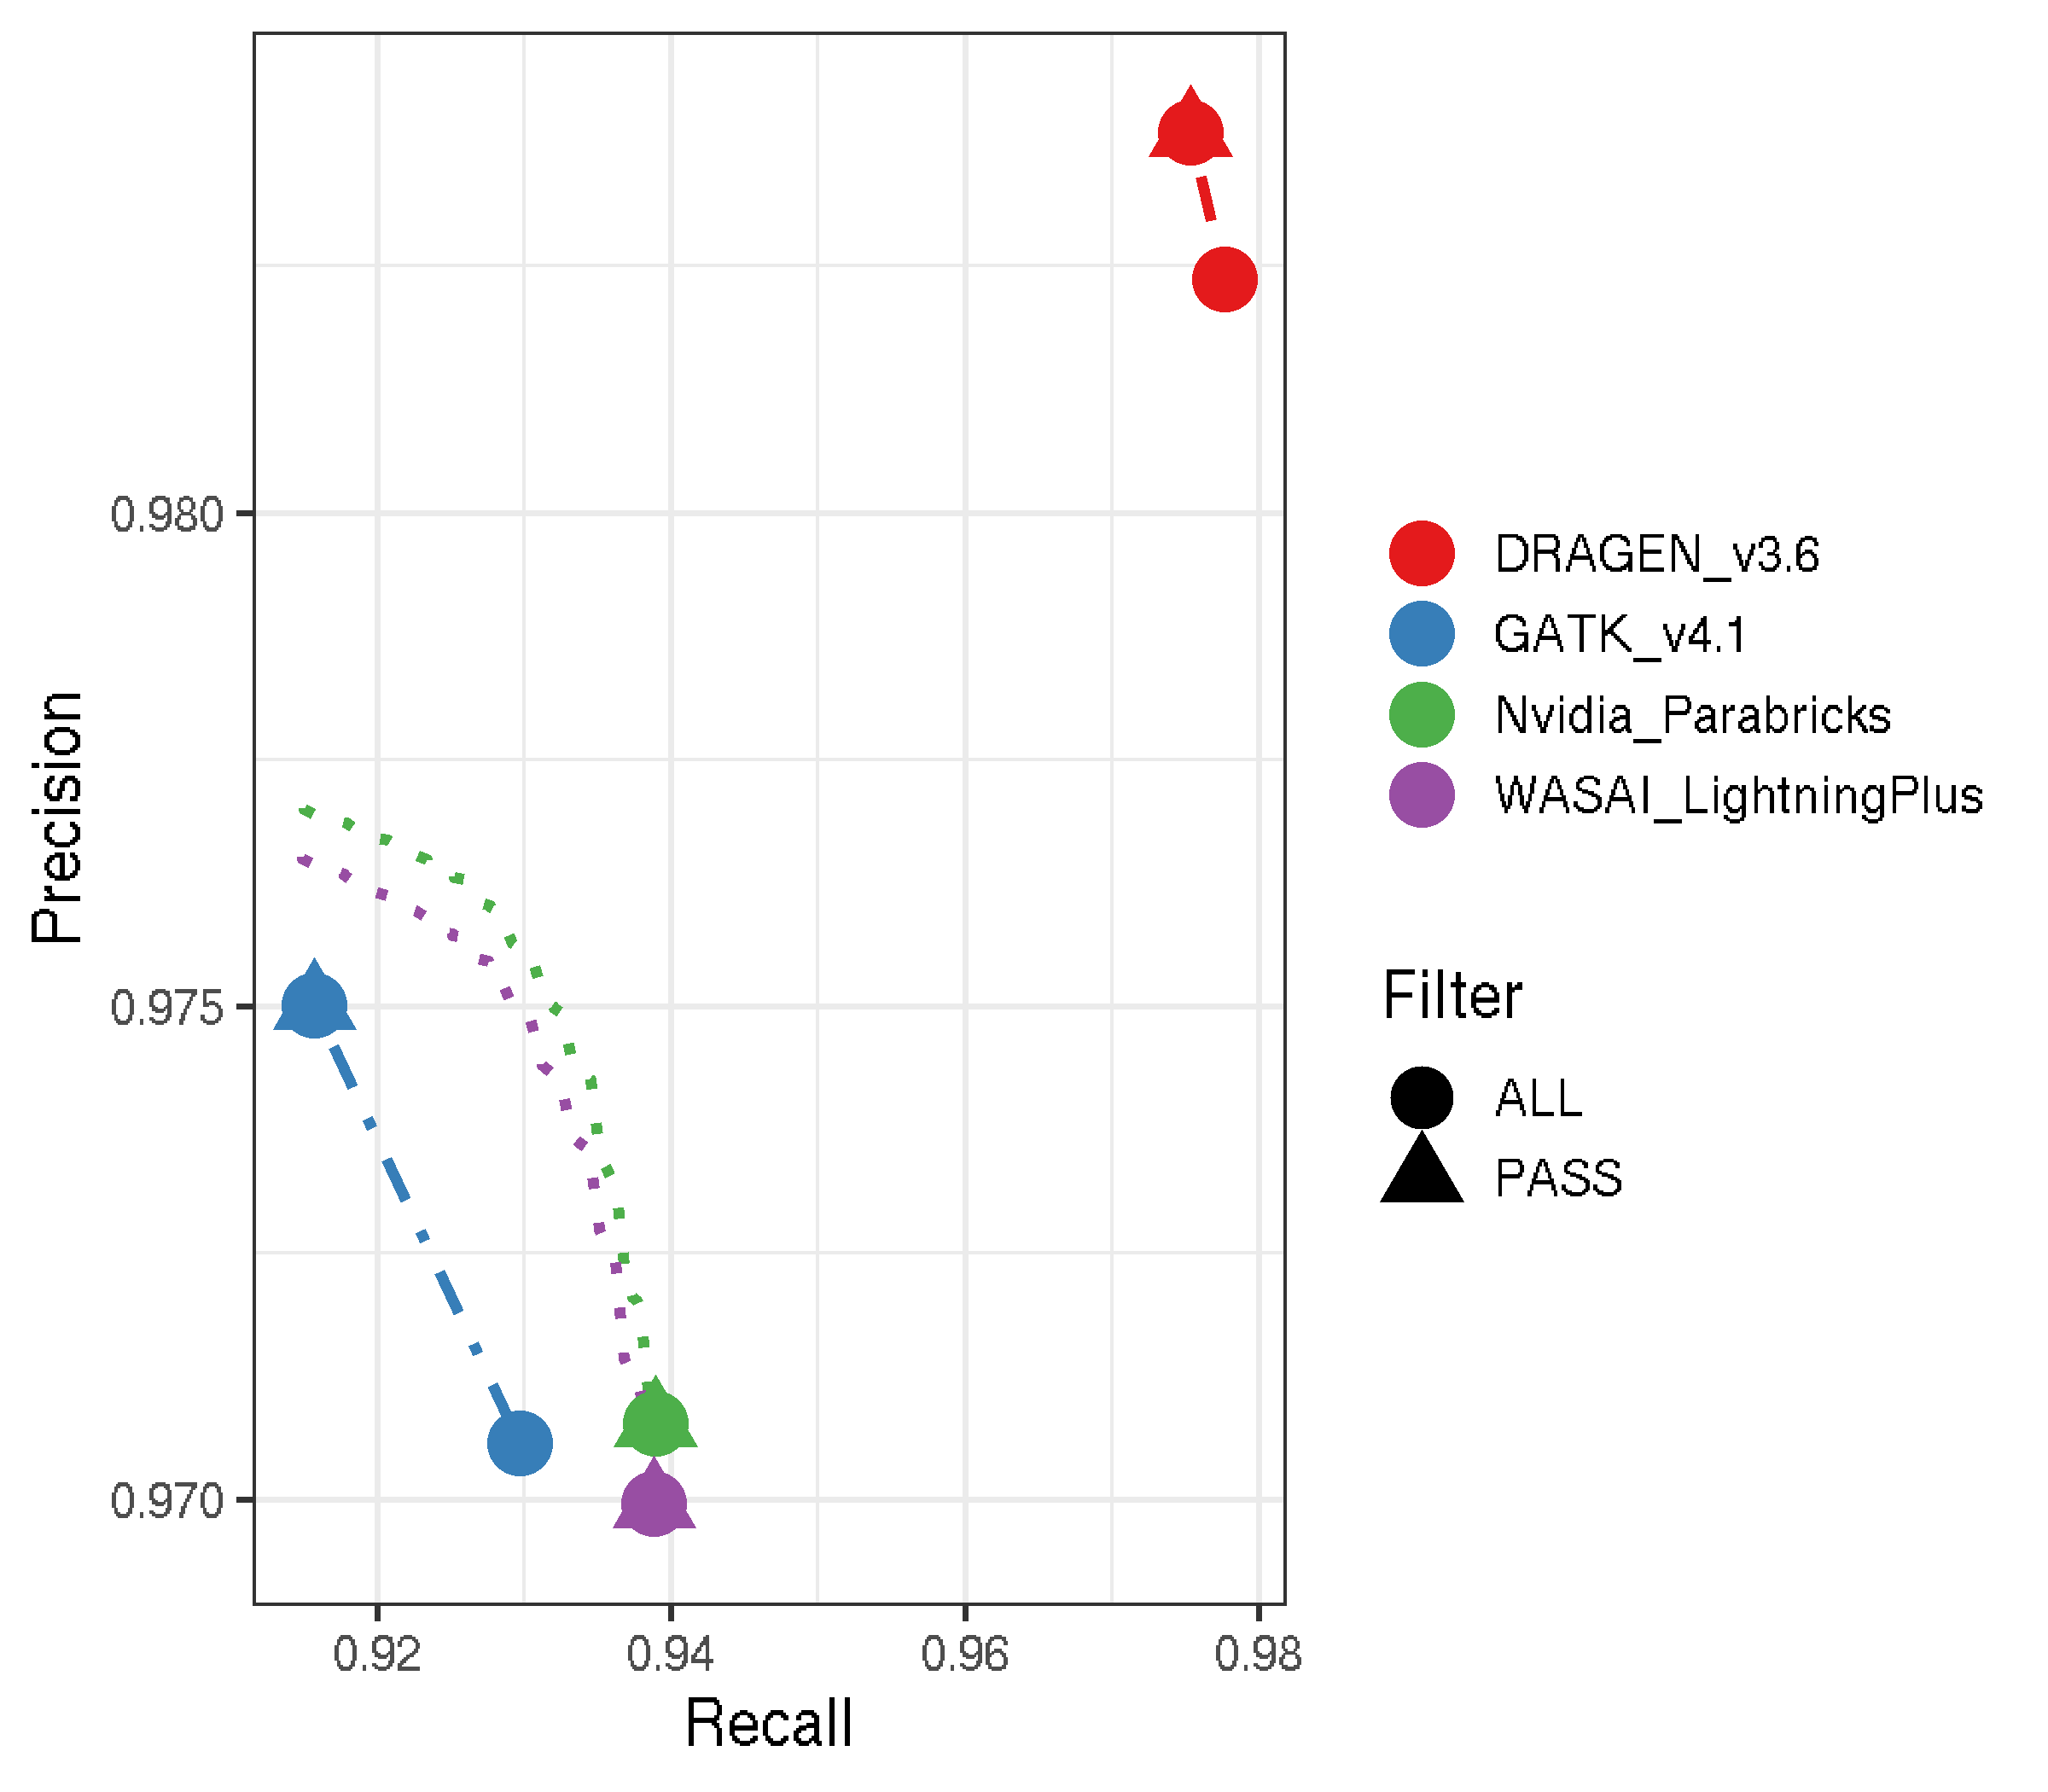 Precision
0.980
0.975
0.970
0.92 0.94 0.96 0.98
Recall
DRAGEN_v3.6
GATK_v4.1
Nvidia_Parabricks
WASAI_LightningPlus
Filter
ALL
PASS